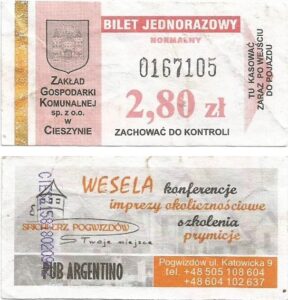 BILET JEDNORAZOWY
NORMALNY
0167105
2,80 zł
ZACHOWAĆ DO KONTROLI
ZAKŁAD
GOSPODARKI
KOMUNALNEJ
sp. z o.o.
w
CIESZYNIE
TU KASOWAĆ
ZARAZ PO WEJŚCIU
DO POJAZDU
WESELA konferencje
imprezy okolicznościowe
szkolenia
prymicje
SPICHLERZ POGWIZDÓW
Twoje miejsce
PUB ARGENTINO
Pogwizdów ul. Katowicka 9
tel. +48 505 108 604
+48 604 102 637